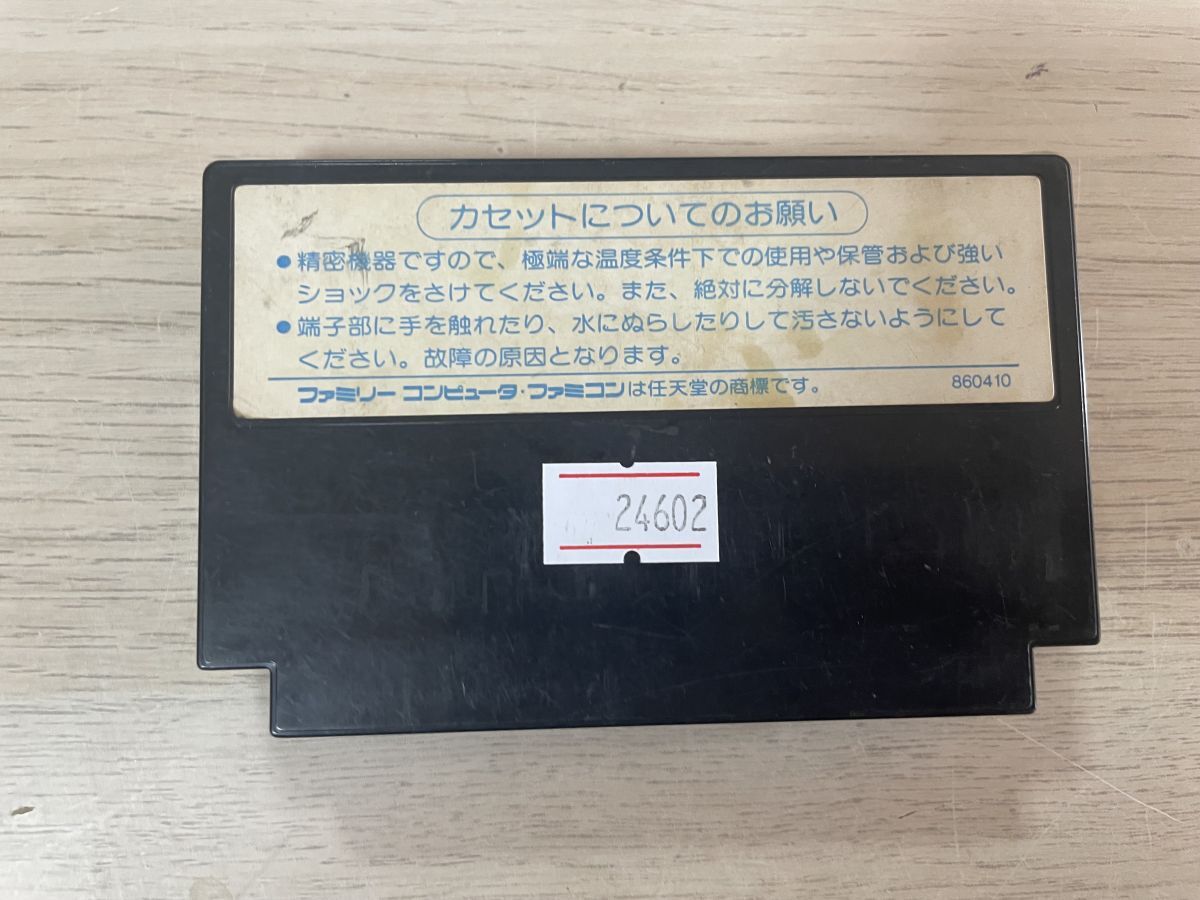 カセットについてのお願い
●精密機器ですので、極端な温度条件下での使用や保管および強い
ショックをさけてください。また、絶対に分解しないでください。
●端子部に手を触れたり、水にぬらしたりして汚さないようにして
ください。故障の原因となります。
ファミリー コンピュータ・ファミコンは任天堂の商標です。 860410
24602